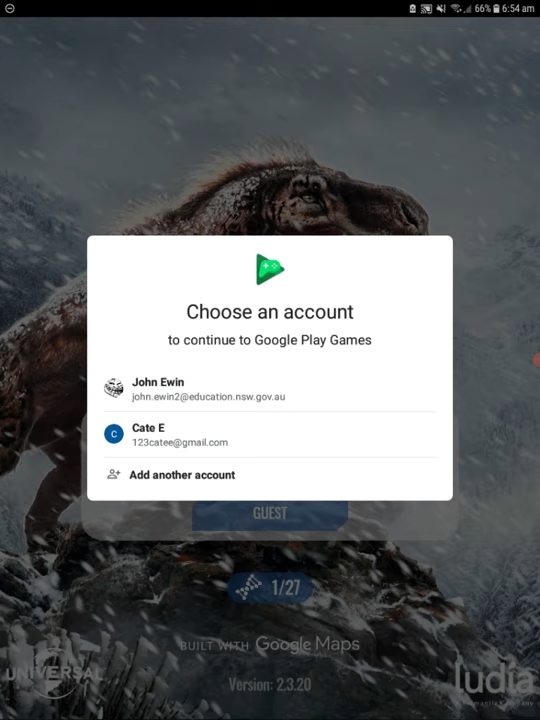 66% 6:54 am
Choose an account
to continue to Google Play Games
John Ewin
john.ewin2@education.nsw.gov.au
C
Cate E
123catee@gmail.com
Add another account
GUEST
1/27
BUILT WITH Google Maps
UNIVERSAL
ludia
Version: 2.3.20